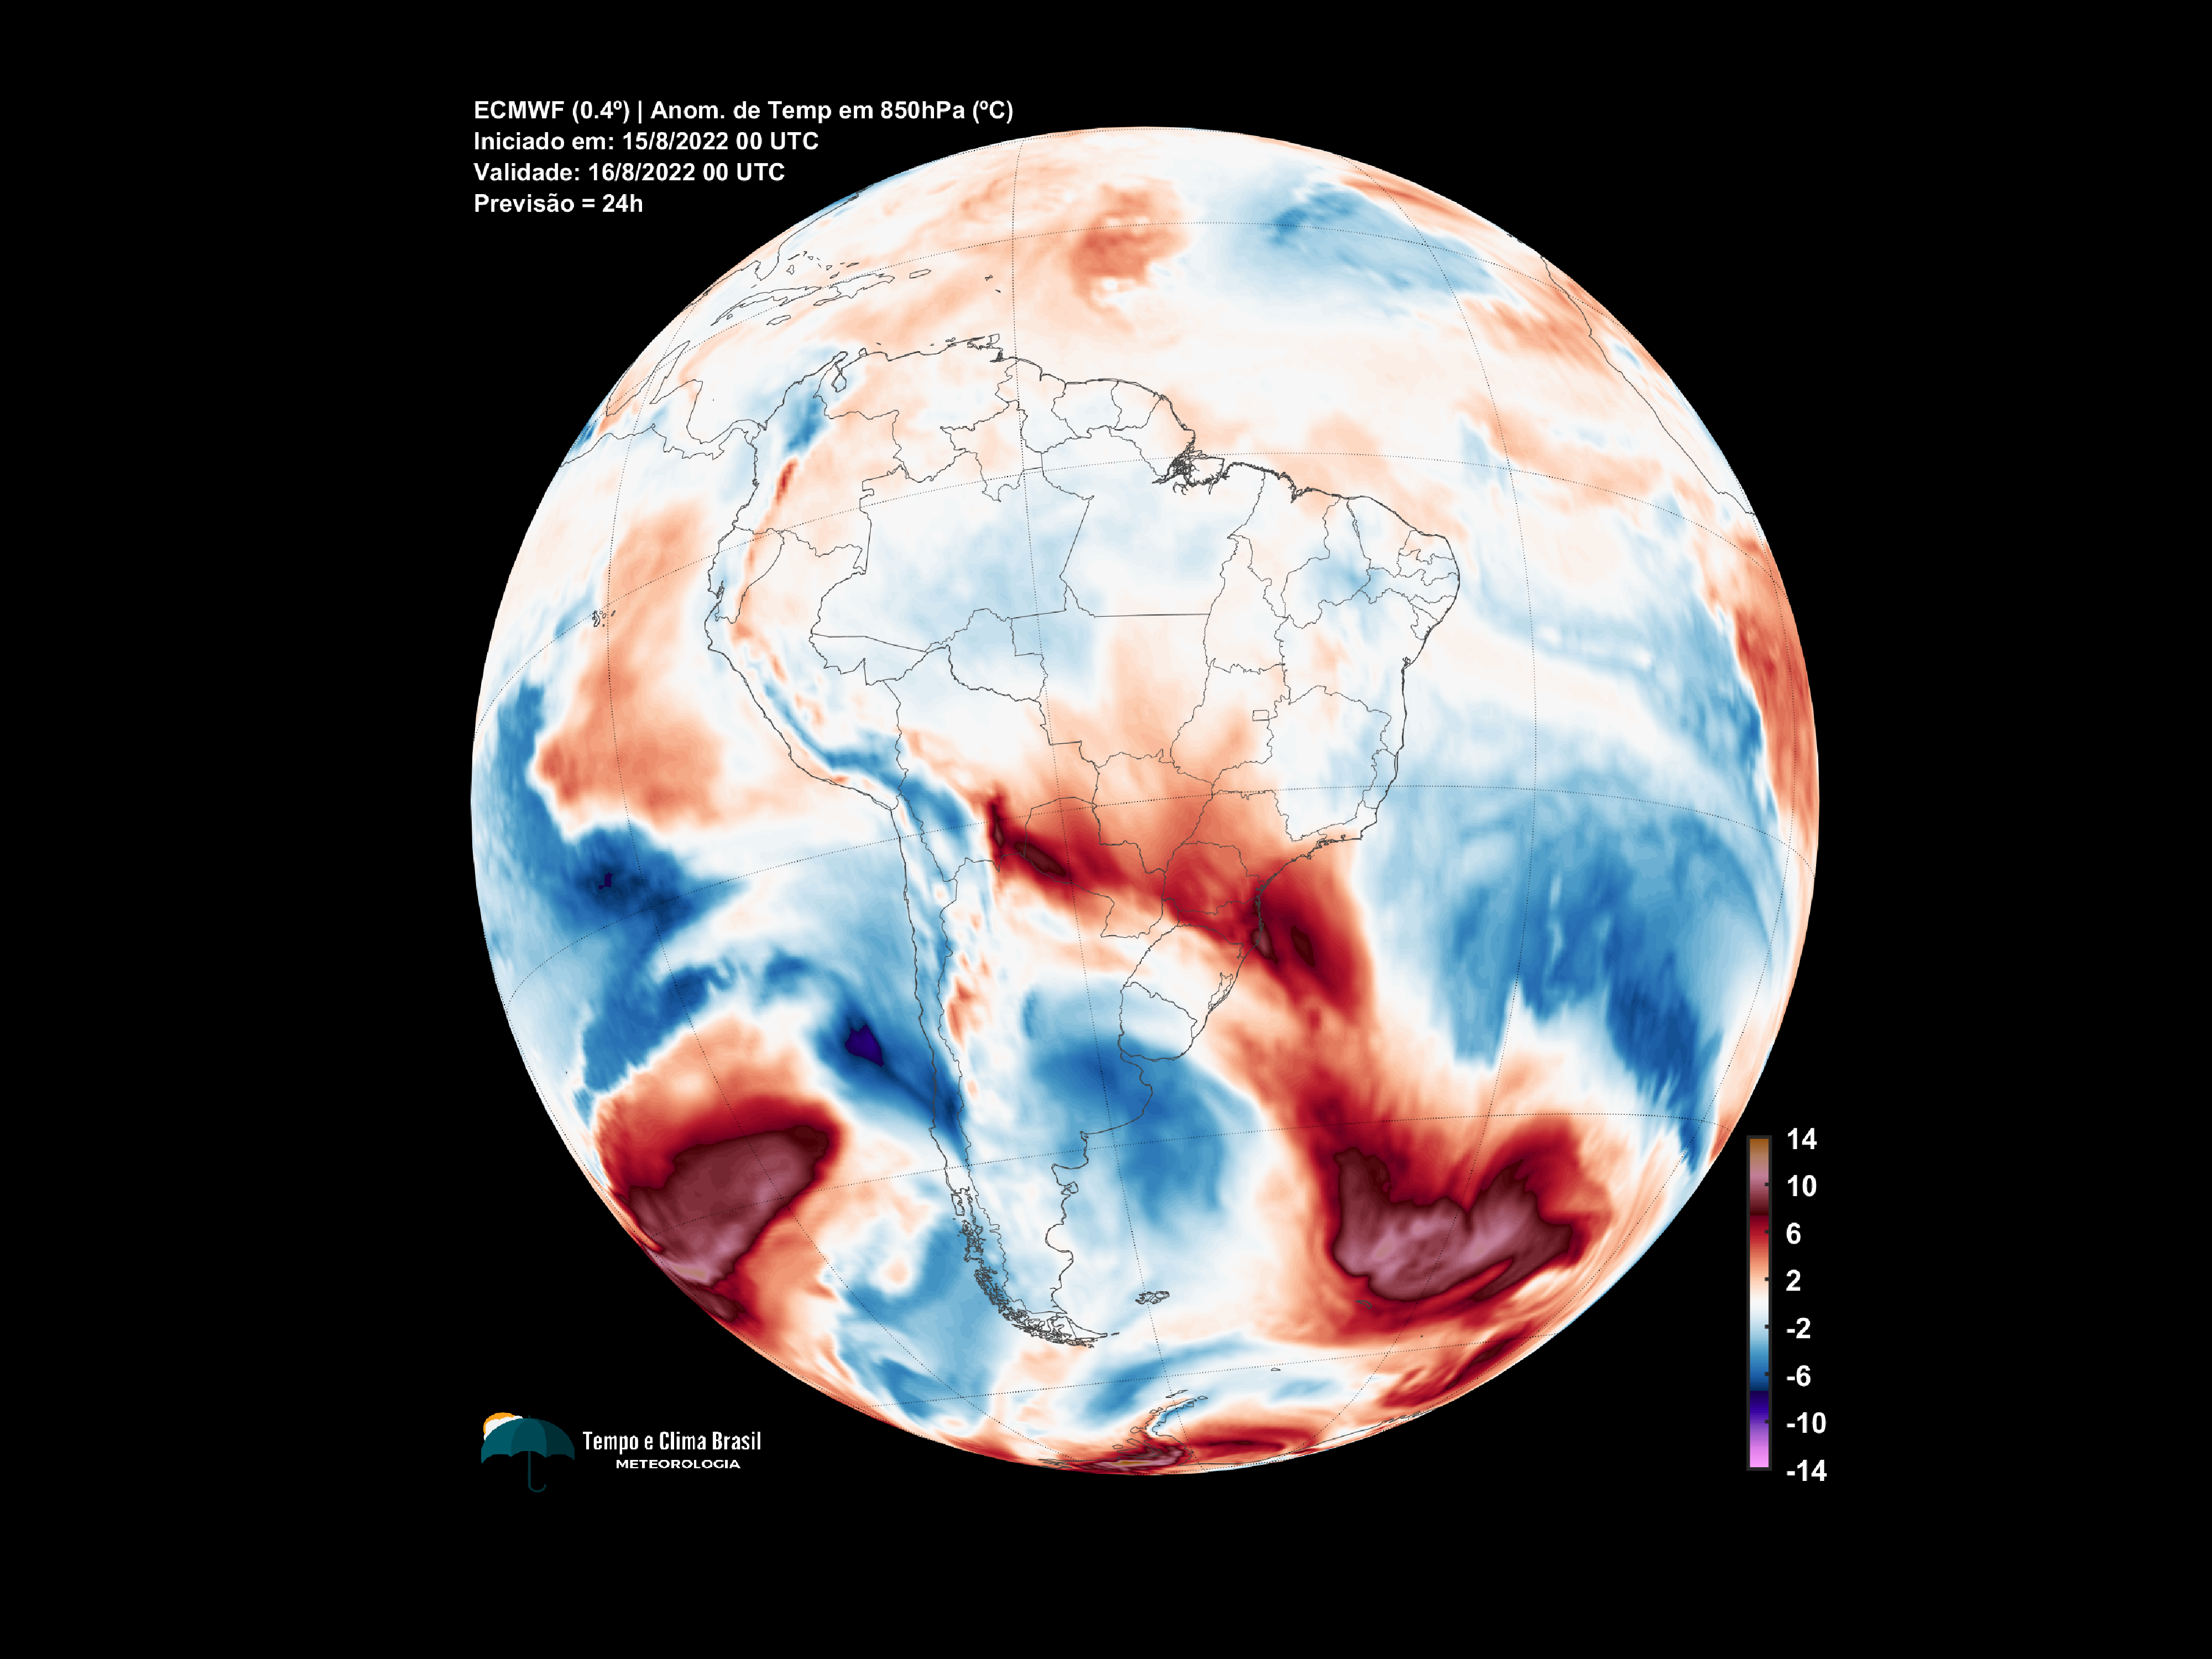 ECMWF (0.4º) | Anom. de Temp em 850hPa (ºC)
Iniciado em: 15/8/2022 00 UTC
Validade: 16/8/2022 00 UTC
Previsão = 24h
14
10
6
2
-2
-6
-10
-14
Tempo e Clima Brasil
METEOROLOGIA